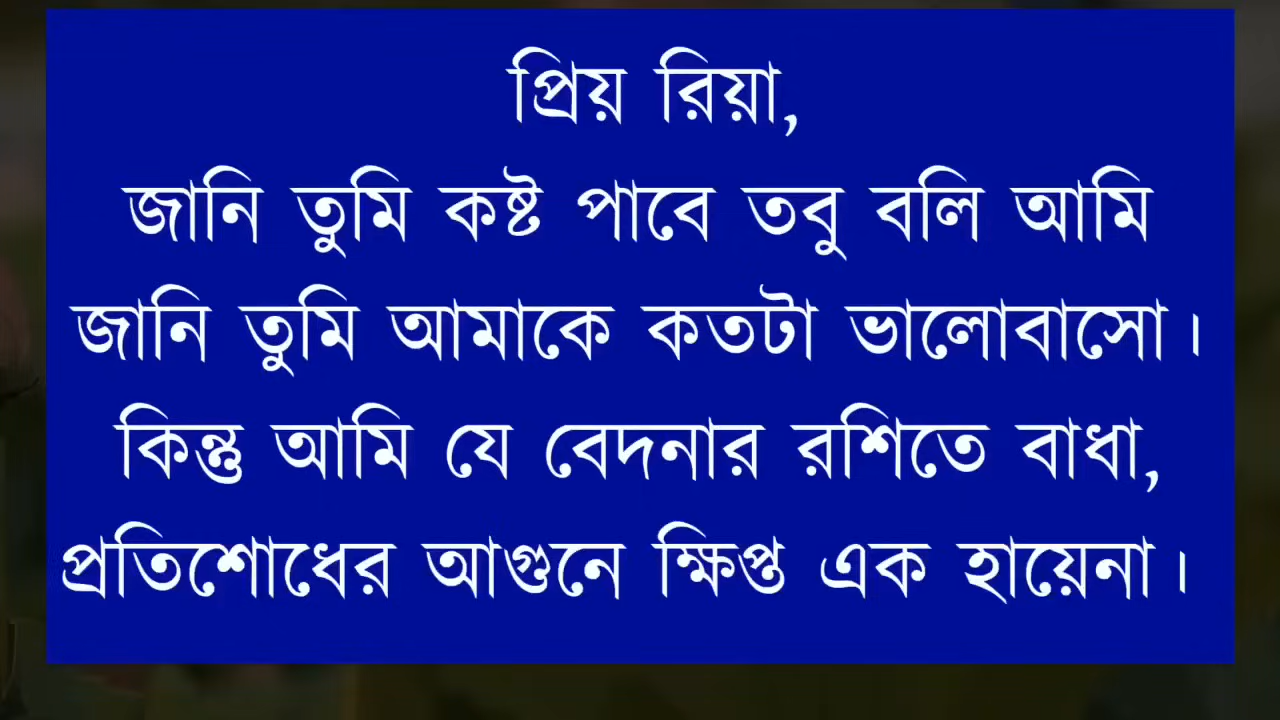 প্রিয় রিয়া,
জানি তুমি কষ্ট পাবে তবু বলি আমি
জানি তুমি আমাকে কতটা ভালোবাসো।
কিন্তু আমি যে বেদনার রশিতে বাধা,
প্রতিশোধের আগুনে ক্ষিপ্ত এক হায়েনা।